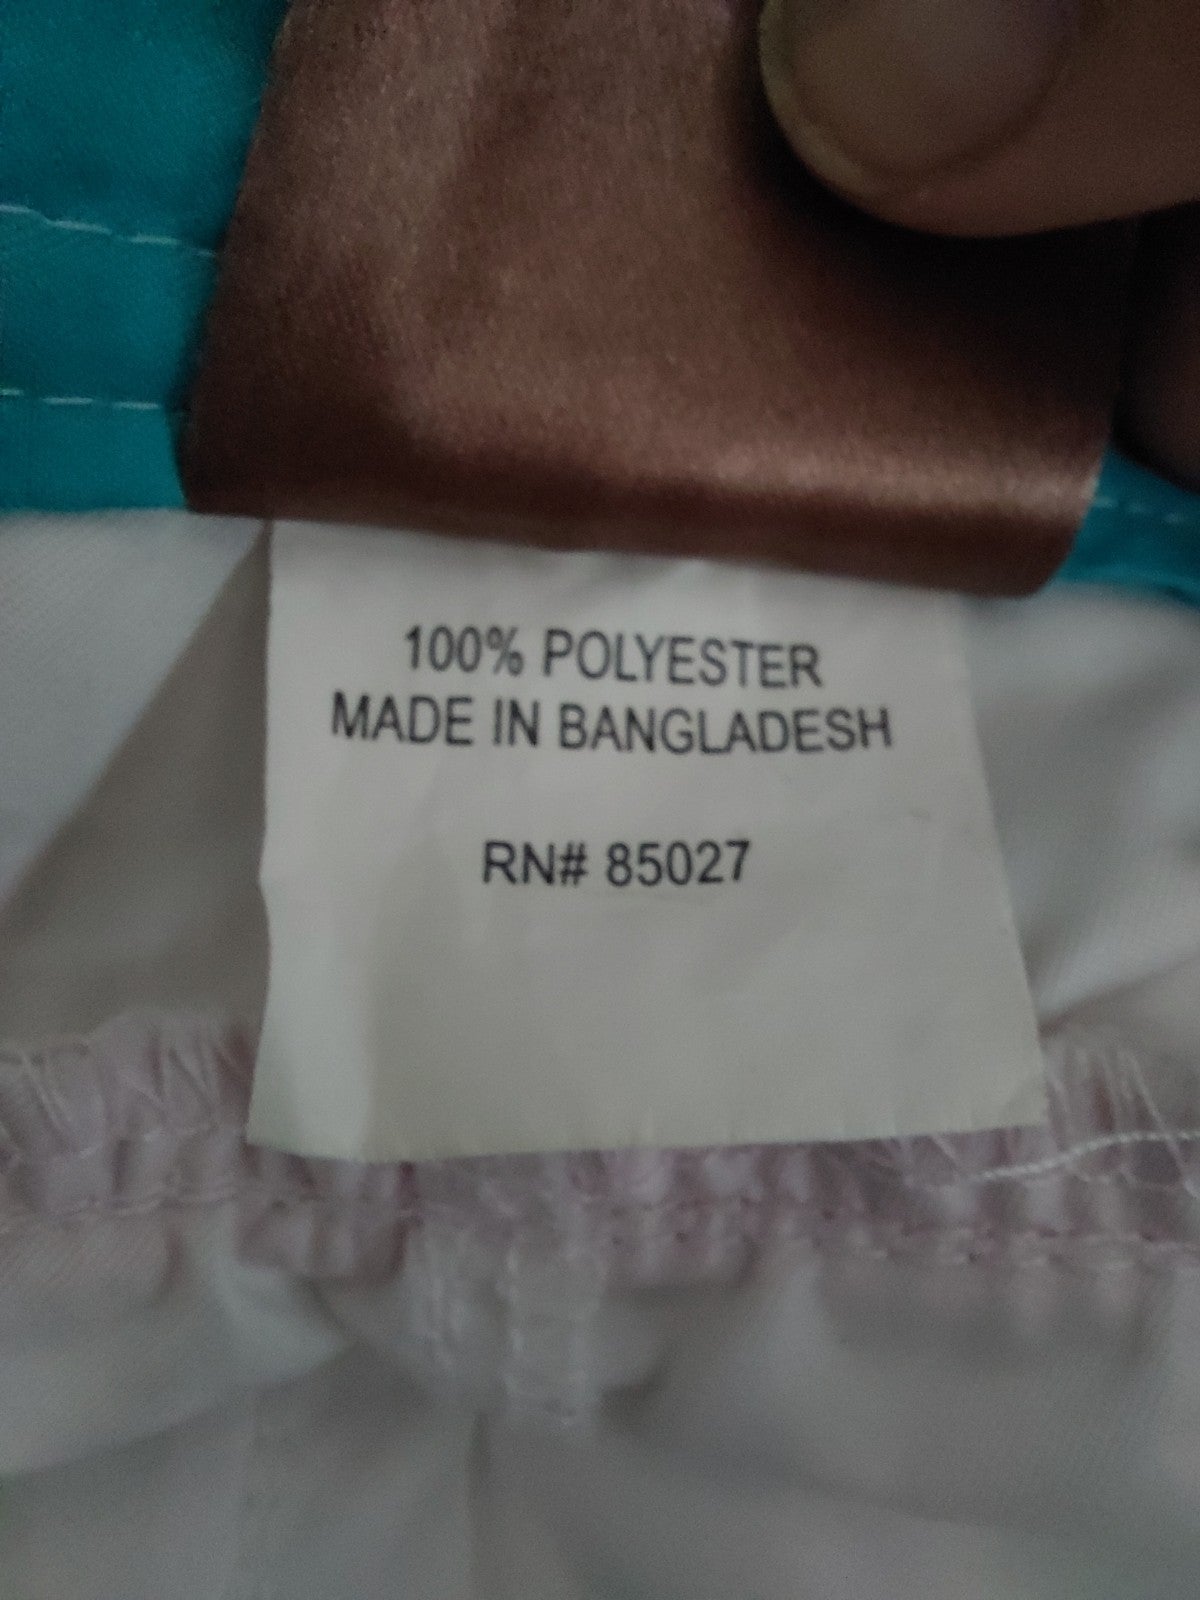 100% POLYESTER
MADE IN BANGLADESH
RN# 85027